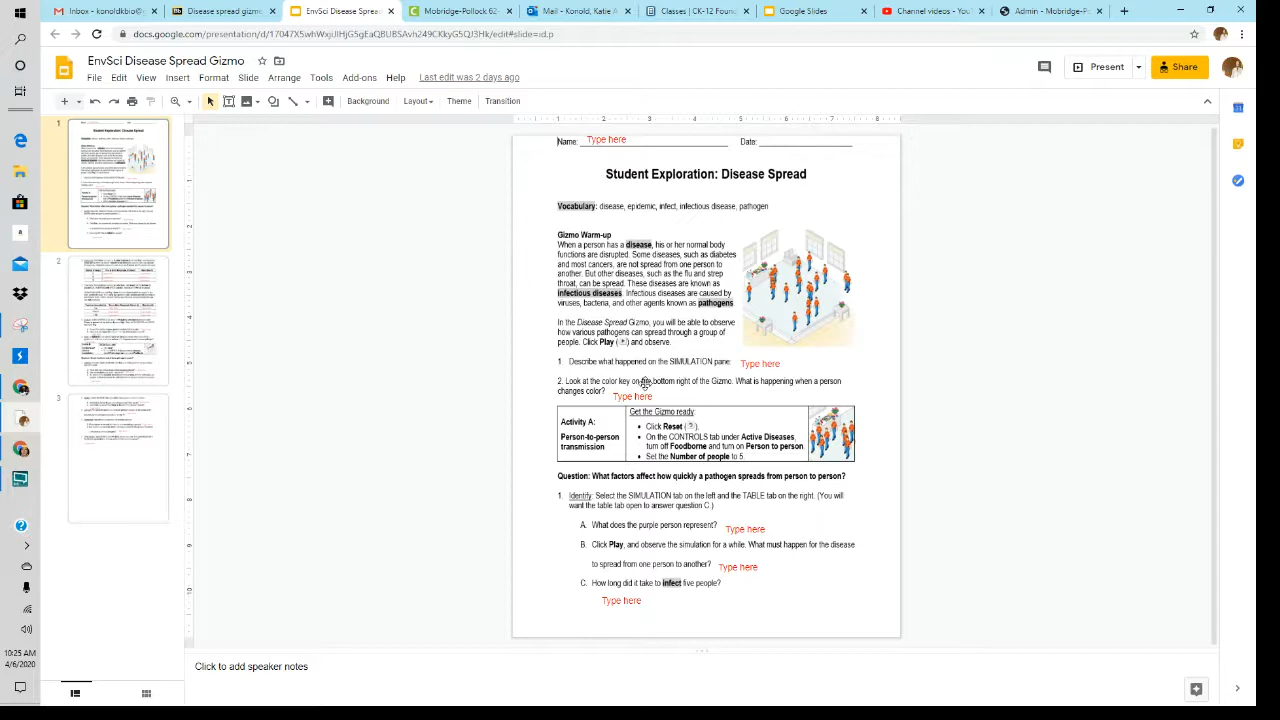 Inbox - konoldkbio@
Disease spread gizmo
EnvSci Disease Spre
Mobridge-Pollock 62-
Mail - Konold, Katie A
Classes | CK-12 Foun
Google Slides
Channel videos - You
Admin - Mobridge-Po
docs.google.com/presentation/d/17047X5whWxjiJIHjG5gEaQBUBSAvh249CKkyG5QJ3Hk/edit#slide=id.p
EnvSci Disease Spread Gizmo
File Edit View Insert Format Slide Arrange Tools Add-ons Help Last edit was 2 days ago
Present
Share
Background Layout Theme Transition
Name: Type here Date:
Student Exploration: Disease Spread
Vocabulary: disease, epidemic, infect, infectious disease, pathogen
Gizmo Warm-up
When a person has a disease, his or her normal body
functions are disrupted. Some diseases, such as diabetes
and most cancers, are not spread from one person to
another. But other diseases, such as the flu and strep
throat, can be spread. These diseases are known as
infectious diseases. Infectious diseases are caused by
viruses, bacteria, and other agents known as pathogens
In the Disease Spread Gizmo, you will be able to observe
how various pathogens can spread through a group of
people. Click Play ( ) and observe.
1. Describe what happened on the SIMULATION pane: Type here
2. Look at the color key on bottom right of the Gizmo. What is happening when a person
changes color? Type here
Activity A:
Person-to-person
transmission
Get the Gizmo ready:
• Click Reset ( ).
• On the CONTROLS tab under Active Diseases,
turn off Foodborne and turn on Person to person
• Set the Number of people to 5.
Question: What factors affect how quickly a pathogen spreads from person to person?
1. Identify: Select the SIMULATION tab on the left and the TABLE tab on the right. (You will
want the table tab open to answer question C.)
A. What does the purple person represent? Type here
B. Click Play, and observe the simulation for a while. What must happen for the disease
to spread from one person to another? Type here
C. How long did it take to infect five people?
Type here
Click to add speaker notes
1
2
3
10:25 AM
4/6/2020